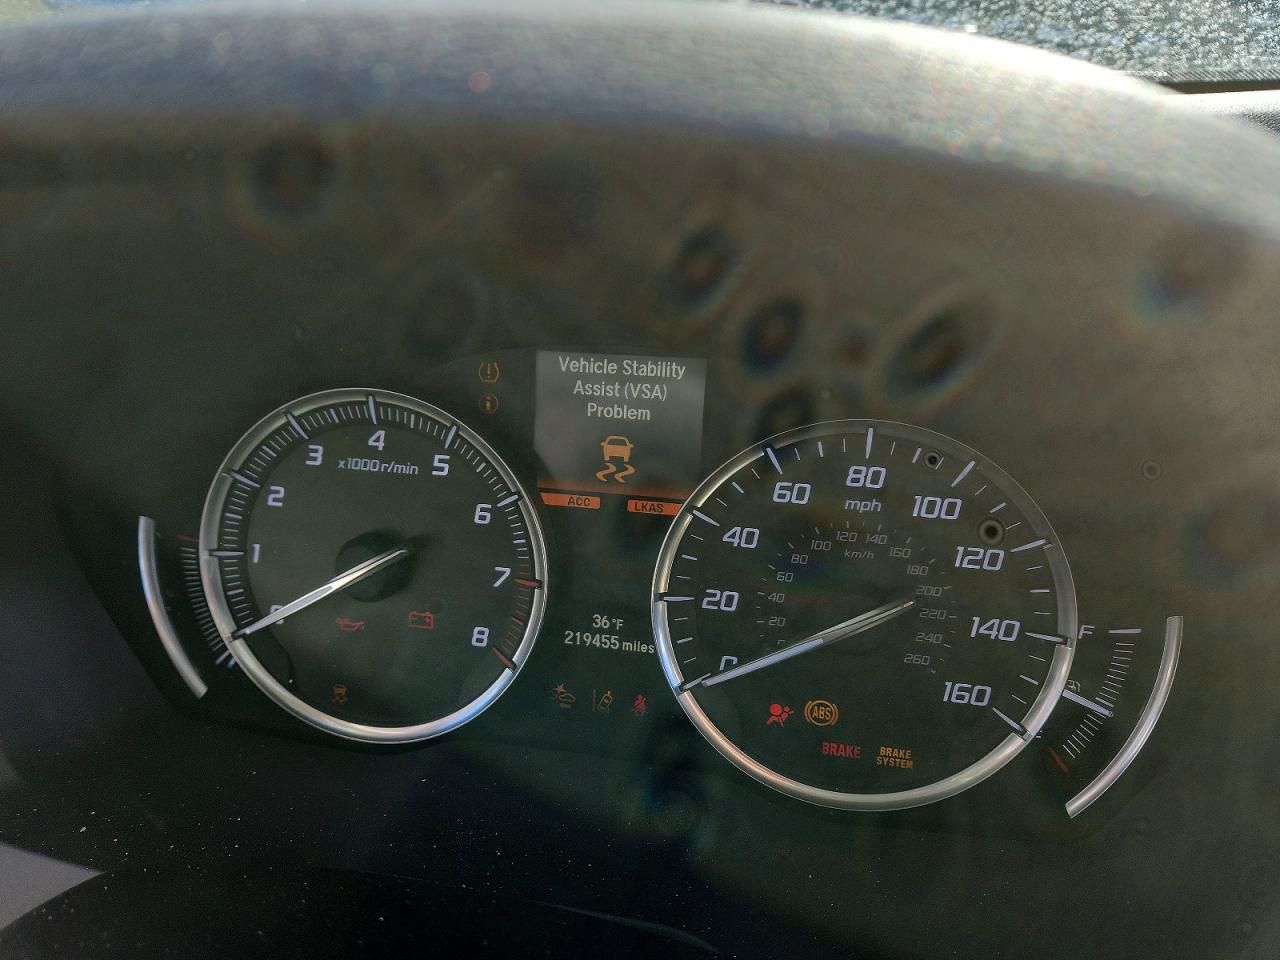 Vehicle Stability
Assist (VSA)
Problem
ACC
LKAS
1
2
3
4
5
6
7
8
x1000r/min
36°F
219455 miles
0
20
40
60
80
100
120
140
160
mph
20
40
60
80
100
120
140
160
180
200
220
240
260
km/h
F
ABS
BRAKE
BRAKE
SYSTEM